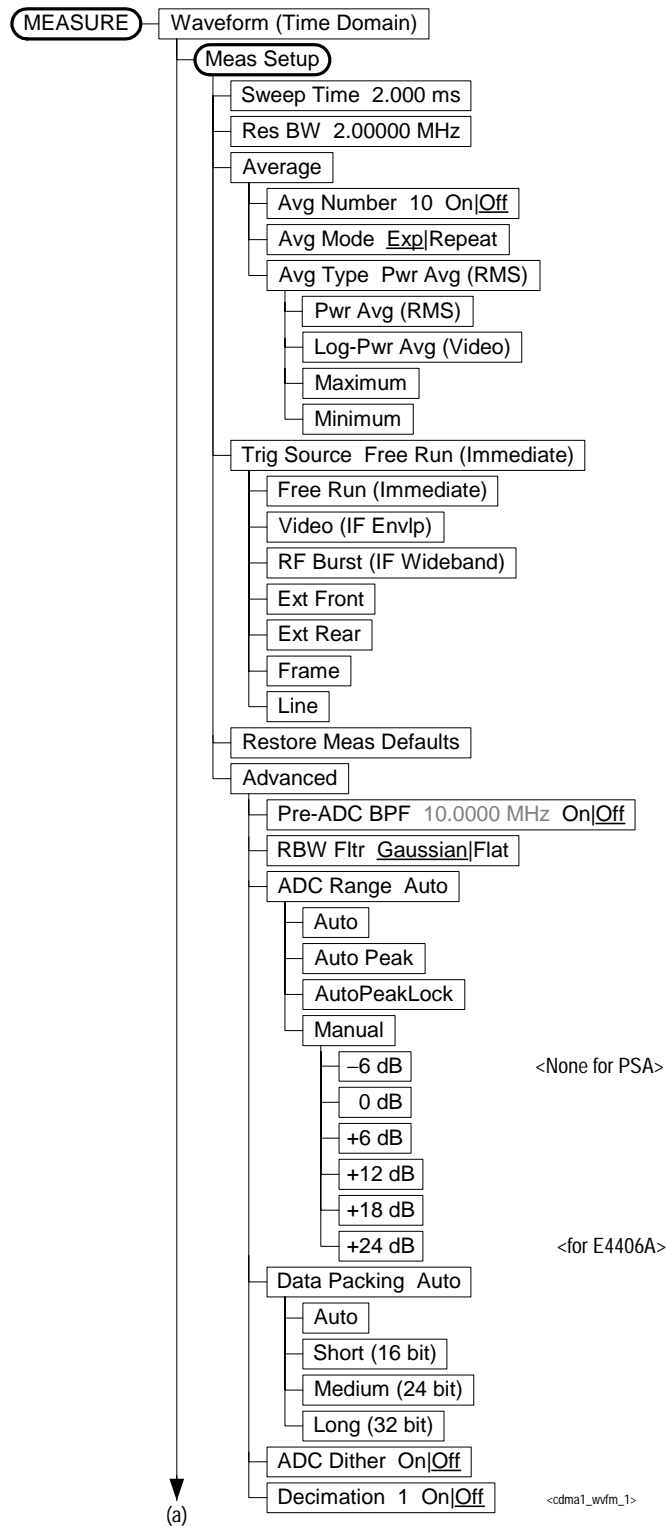 MEASURE Waveform (Time Domain)
Meas Setup
Sweep Time 2.000 ms
Res BW 2.00000 MHz
Average
Avg Number 10 On|Off
Avg Mode Exp|Repeat
Avg Type Pwr Avg (RMS)
Pwr Avg (RMS)
Log-Pwr Avg (Video)
Maximum
Minimum
Trig Source Free Run (Immediate)
Free Run (Immediate)
Video (IF Envlp)
RF Burst (IF Wideband)
Ext Front
Ext Rear
Frame
Line
Restore Meas Defaults
Advanced
Pre-ADC BPF 10.0000 MHz On|Off
RBW Fltr Gaussian|Flat
ADC Range Auto
Auto
Auto Peak
AutoPeakLock
Manual
−6 dB <None for PSA>
0 dB
+6 dB
+12 dB
+18 dB
+24 dB <for E4406A>
Data Packing Auto
Auto
Short (16 bit)
Medium (24 bit)
Long (32 bit)
ADC Dither On|Off
Decimation 1 On|Off <cdma1_wvfm_1>
(a)